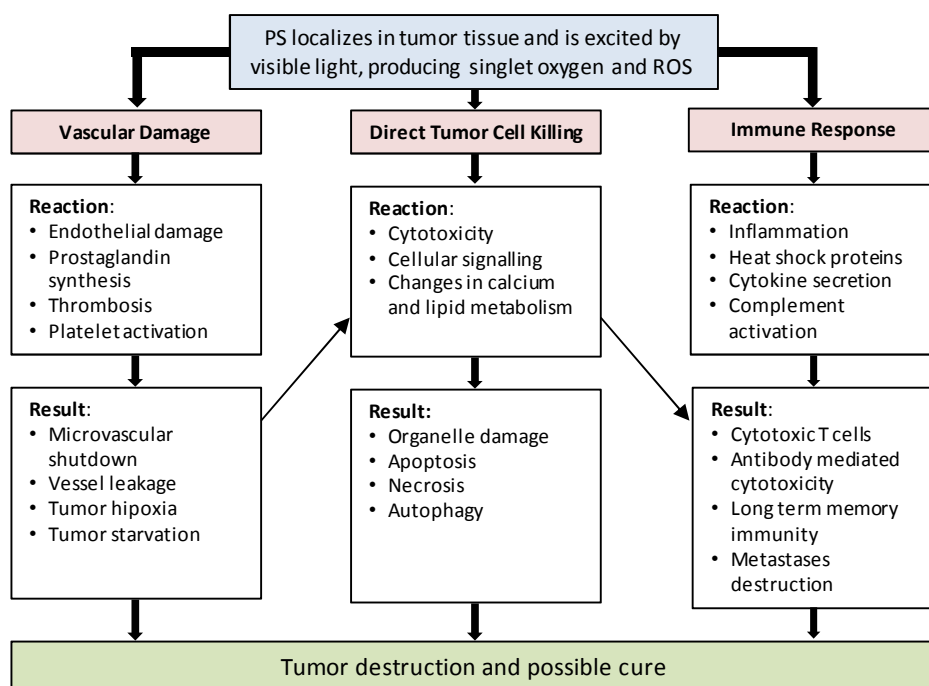 PS localizes in tumor tissue and is excited by
visible light, producing singlet oxygen and ROS
Vascular Damage
Reaction:
• Endothelial damage
• Prostaglandin
synthesis
• Thrombosis
• Platelet activation
Result:
• Microvascular
shutdown
• Vessel leakage
• Tumor hypoxia
• Tumor starvation
Direct Tumor Cell Killing
Reaction:
• Cytotoxicity
• Cellular signalling
• Changes in calcium
and lipid metabolism
Result:
• Organelle damage
• Apoptosis
• Necrosis
• Autophagy
Immune Response
Reaction:
• Inflammation
• Heat shock proteins
• Cytokine secretion
• Complement
activation
Result:
• Cytotoxic T cells
• Antibody mediated
cytotoxicity
• Long term memory
immunity
• Metastases
destruction
Tumor destruction and possible cure